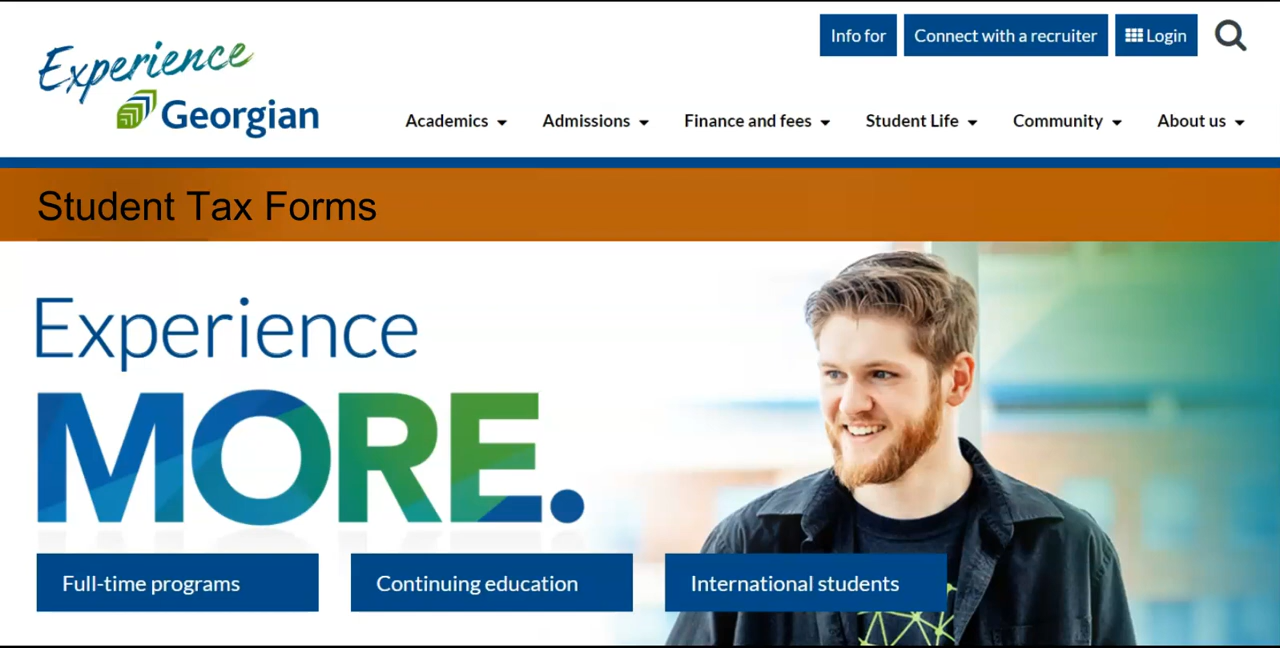 Info for
Connect with a recruiter
Login
Experience
Georgian
Academics
Admissions
Finance and fees
Student Life
Community
About us
Student Tax Forms
Experience
MORE.
Full-time programs
Continuing education
International students